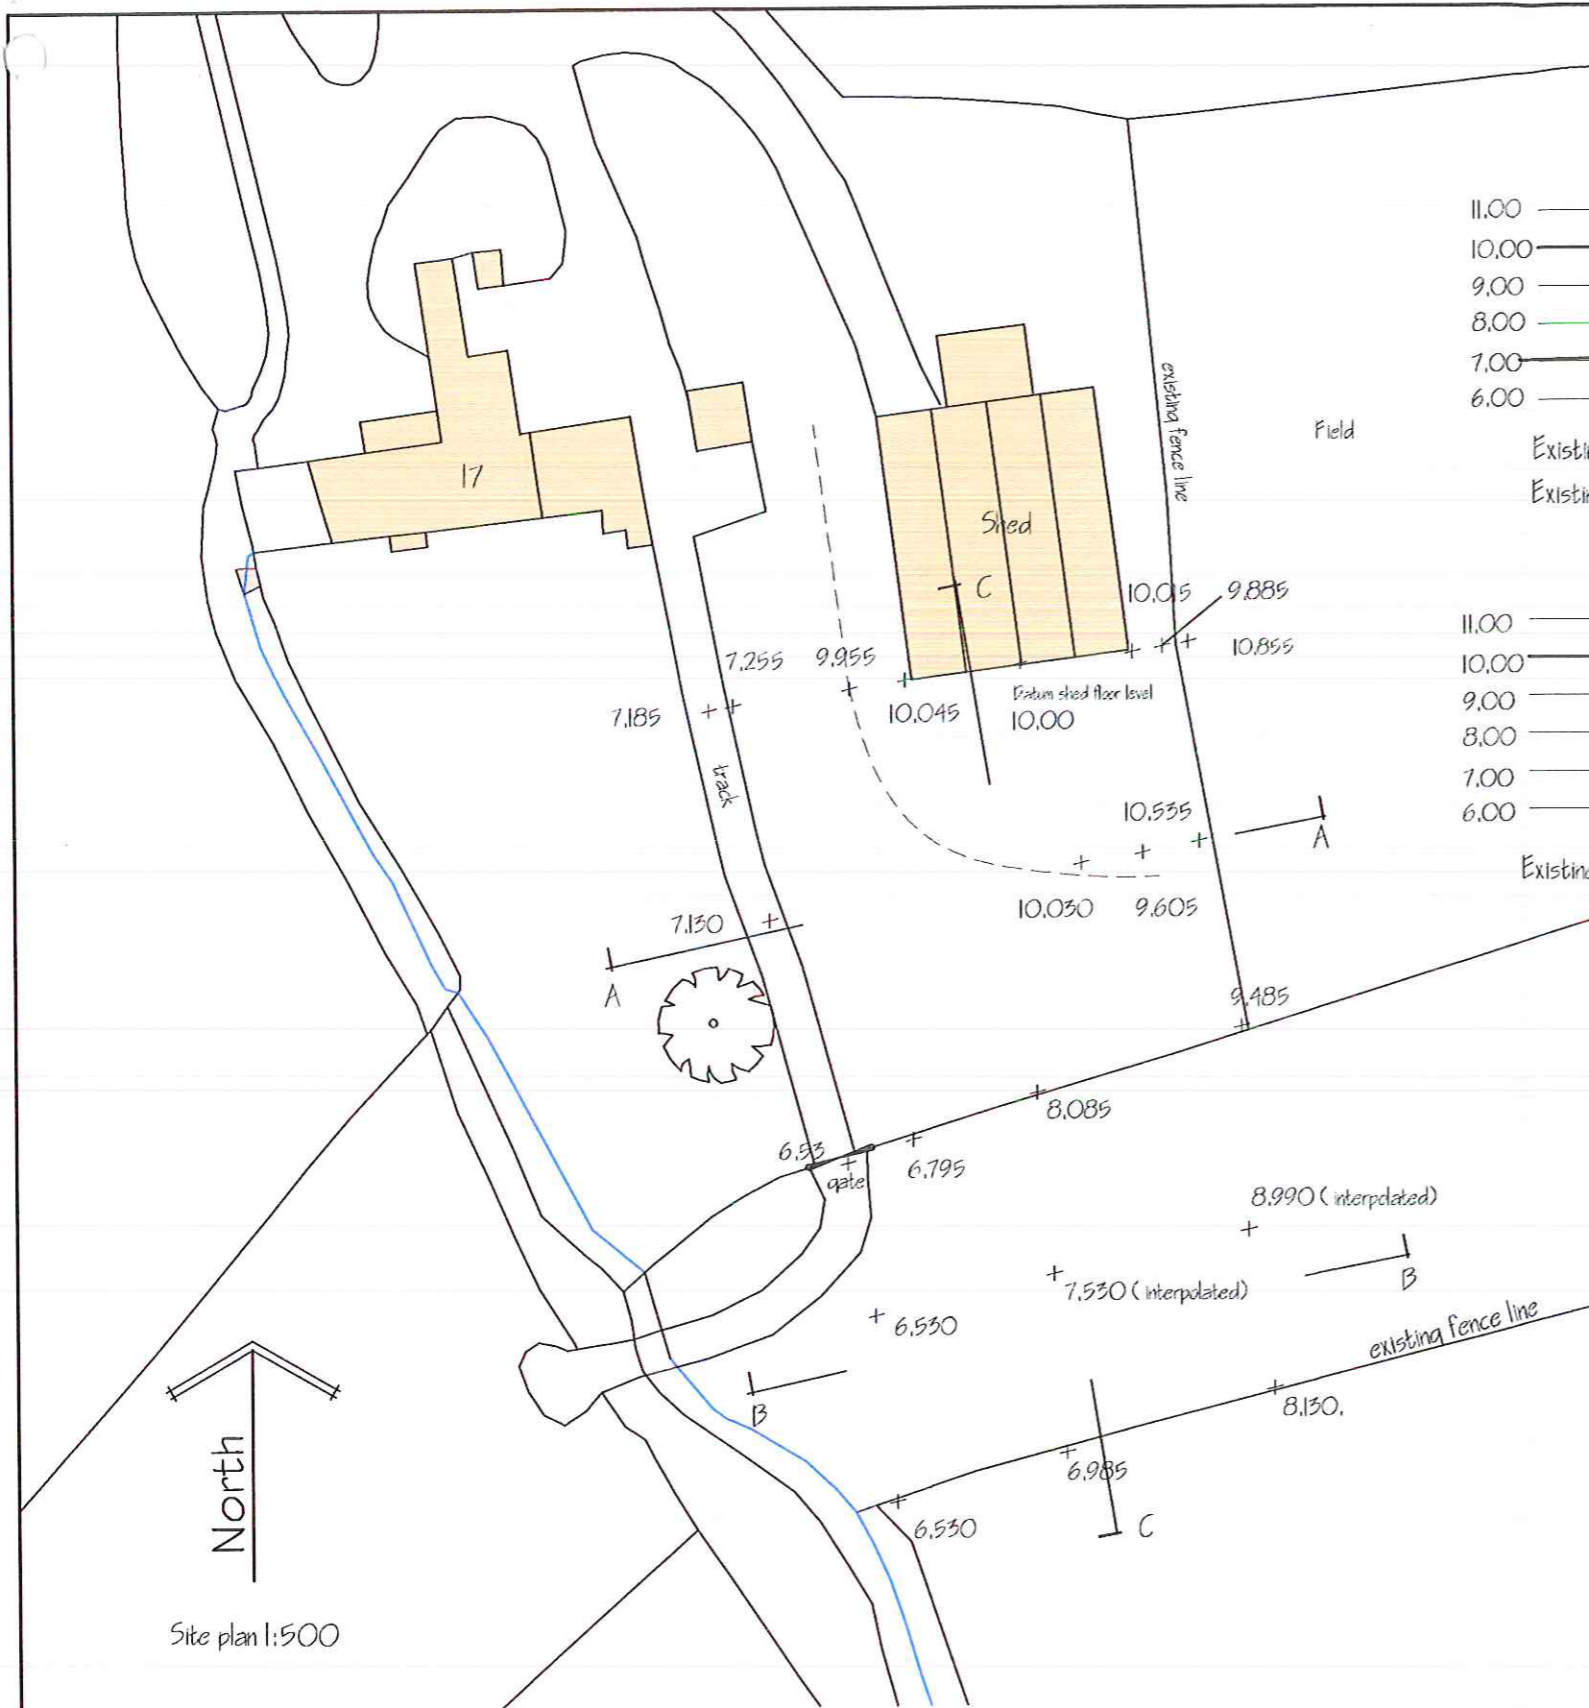 11.00
10.00
9.00
8.00
7.00
6.00
existing fence line
Field
17
Shed
C
10.015
9.885
10.855
7.255
9.955
7.185
10.045
Datum shed floor level
10.00
track
11.00
10.00
9.00
8.00
7.00
6.00
10.535
A
10.030
9.605
7.130
A
9.485
8.085
6.53
gate
6.795
8.990 ( interpolated)
B
7.530 ( interpolated)
6.530
existing fence line
B
8.130.
6.985
6.530
C
North
Site plan 1:500